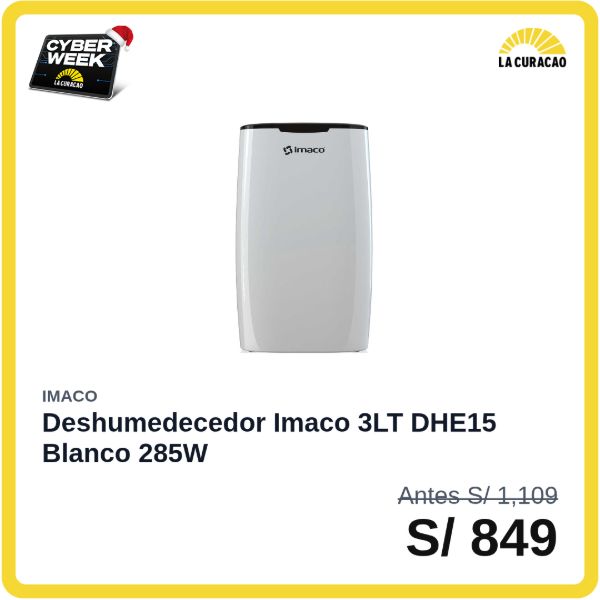 CYBER
WEEK
LA CURACAO
LA CURACAO
imaco
IMACO
Deshumedecedor Imaco 3LT DHE15
Blanco 285W
Antes S/ 1,109
S/ 849